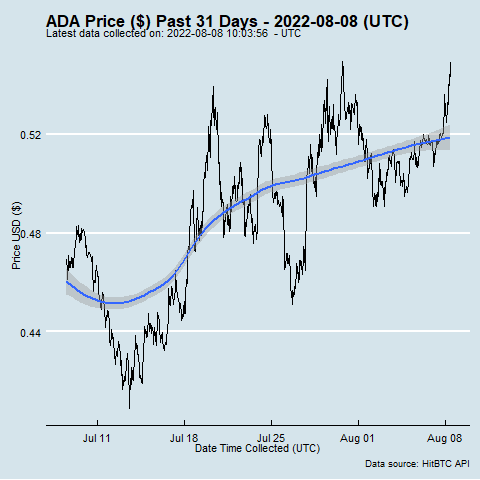 ADA Price ($) Past 31 Days - 2022-08-08 (UTC)
Latest data collected on: 2022-08-08 10:03:56  - UTC
Price USD ($)
0.52
0.48
0.44
Jul 11 Jul 18 Jul 25 Aug 01 Aug 08
Date Time Collected (UTC)
Data source: HitBTC API